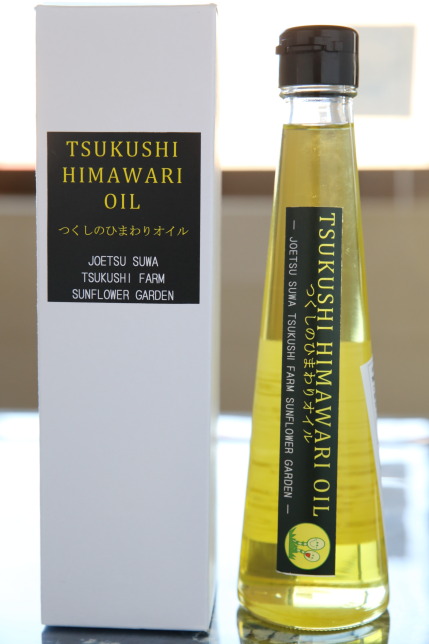 TSUKUSHI
HIMAWARI
OIL
つくしのひまわりオイル
JOETSU SUWA
TSUKUSHI FARM
SUNFLOWER GARDEN
TSUKUSHI HIMAWARI OIL
つくしのひまわりオイル
— JOETSU SUWA TSUKUSHI FARM SUNFLOWER GARDEN —